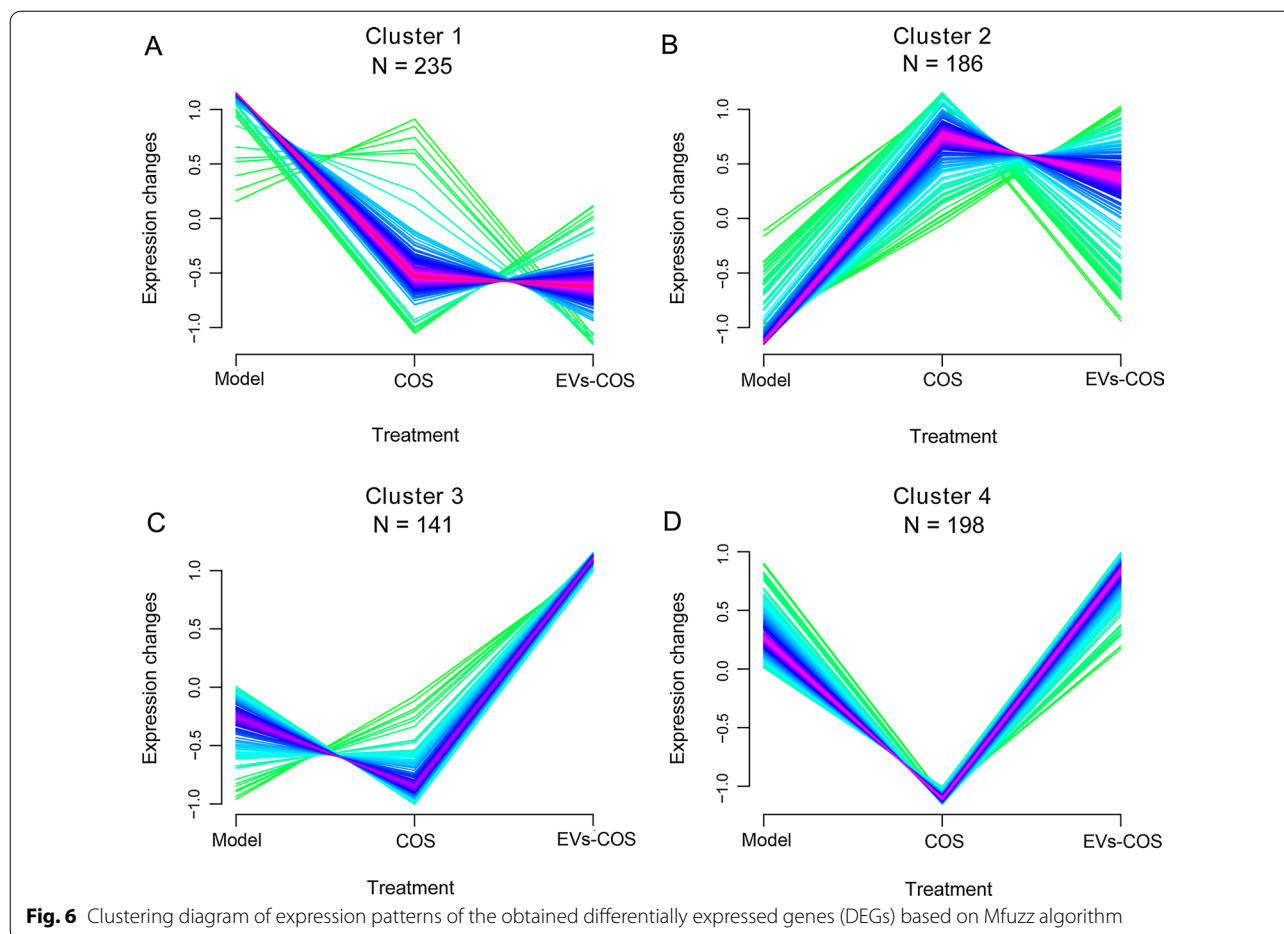 A
Cluster 1
N = 235
Expression changes
1.0
0.5
0.0
-0.5
-1.0
Model
COS
EVs-COS
Treatment
B
Cluster 2
N = 186
Expression changes
1.0
0.5
0.0
-0.5
-1.0
Model
COS
EVs-COS
Treatment
C
Cluster 3
N = 141
Expression changes
1.0
0.5
0.0
-0.5
-1.0
Model
COS
EVs-COS
Treatment
D
Cluster 4
N = 198
Expression changes
1.0
0.5
0.0
-0.5
-1.0
Model
COS
EVs-COS
Treatment
Fig. 6 Clustering diagram of expression patterns of the obtained differentially expressed genes (DEGs) based on Mfuzz algorithm